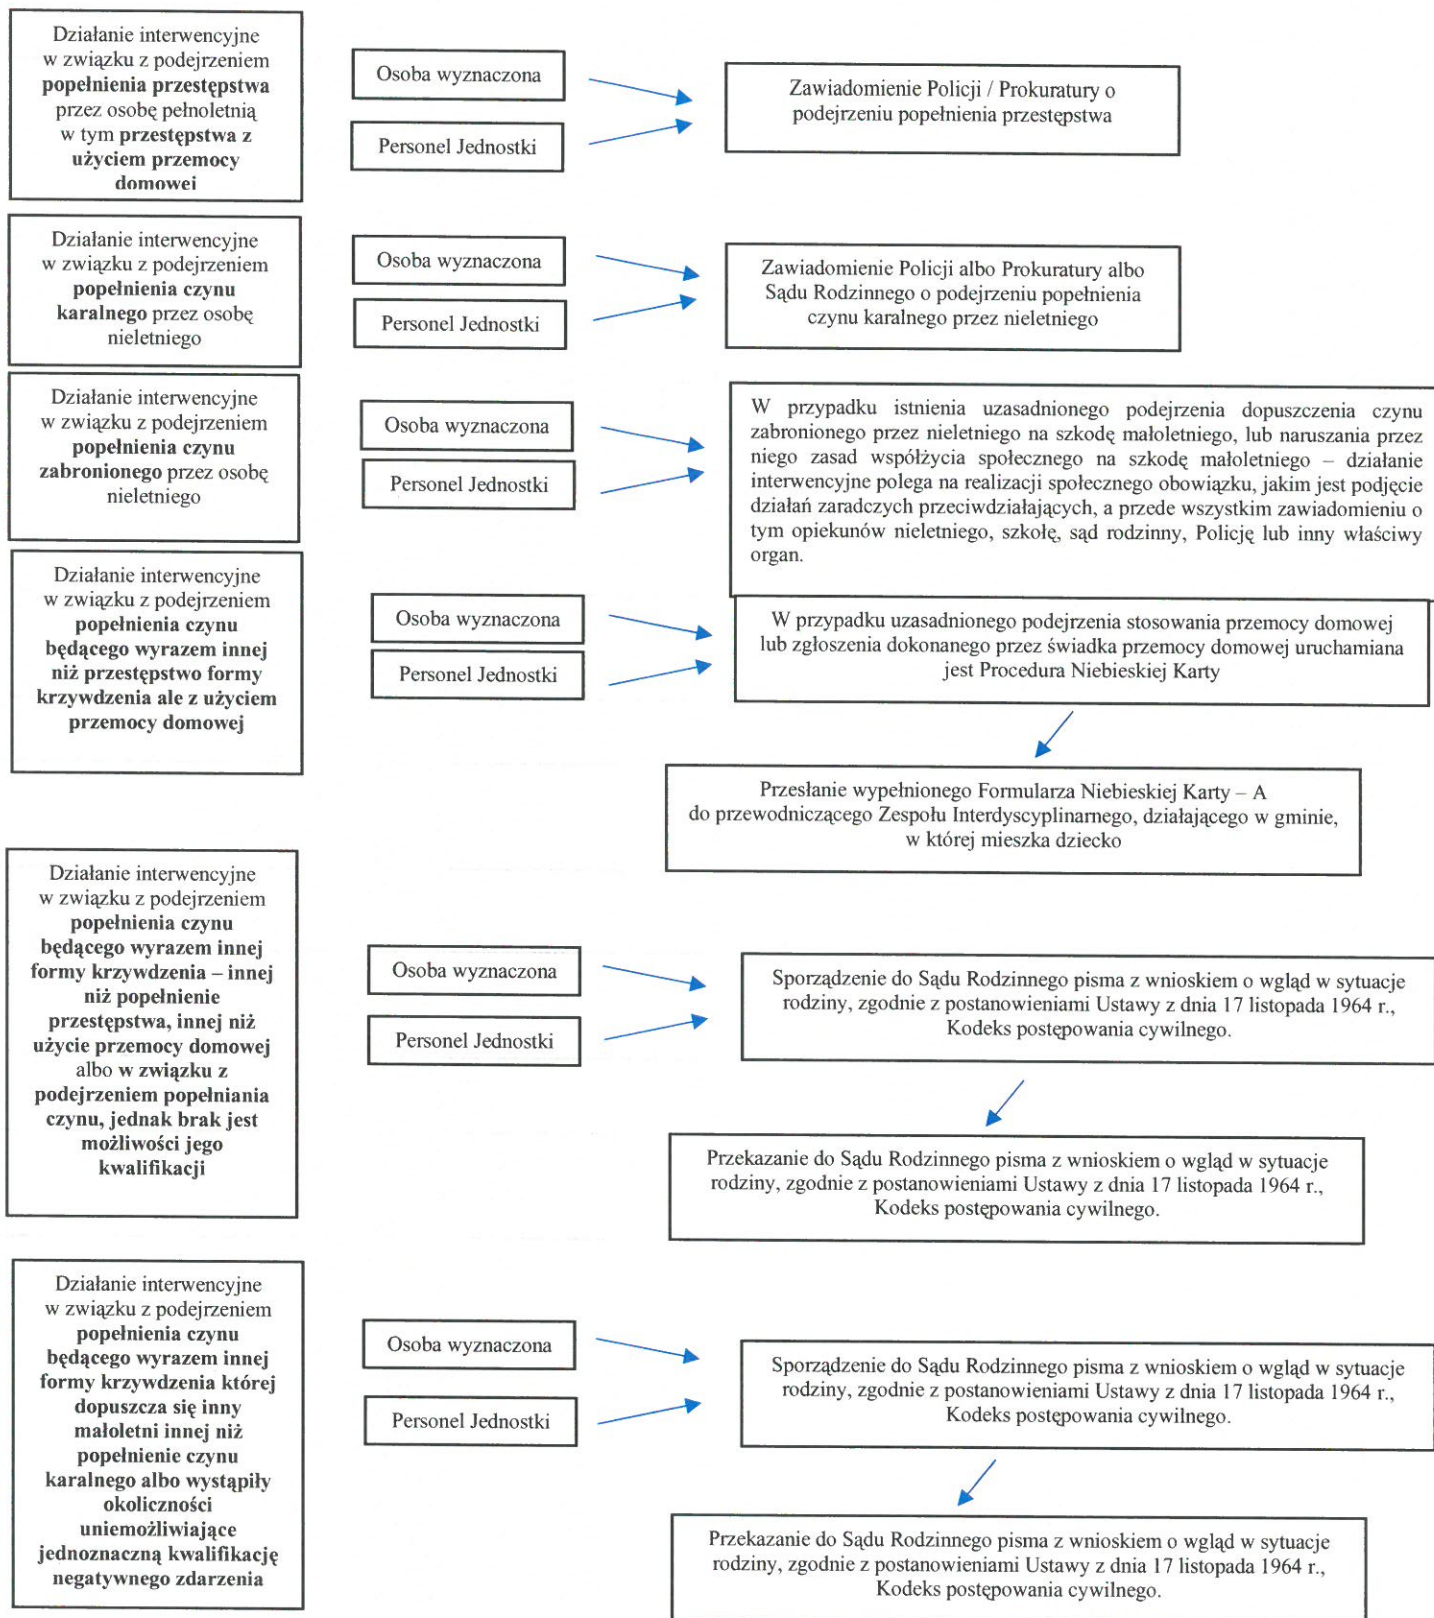 Działanie interwencyjne
w związku z podejrzeniem
popełnienia przestępstwa
przez osobę pełnoletnią
w tym przestępstwa z
użyciem przemocy
domowej
Osoba wyznaczona
Personel Jednostki
Zawiadomienie Policji / Prokuratury o
podejrzeniu popełnienia przestępstwa
Działanie interwencyjne
w związku z podejrzeniem
popełnienia czynu
karalnego przez osobę
nieletniego
Osoba wyznaczona
Personel Jednostki
Zawiadomienie Policji albo Prokuratury albo
Sądu Rodzinnego o podejrzeniu popełnienia
czynu karalnego przez nieletniego
Działanie interwencyjne
w związku z podejrzeniem
popełnienia czynu
zabronionego przez osobę
nieletniego
Osoba wyznaczona
Personel Jednostki
W przypadku istnienia uzasadnionego podejrzenia dopuszczenia czynu
zabronionego przez nieletniego na szkodę małoletniego, lub naruszania przez
niego zasad współżycia społecznego na szkodę małoletniego – działanie
interwencyjne polega na realizacji społecznego obowiązku, jakim jest podjęcie
działań zaradczych przeciwdziałających, a przede wszystkim zawiadomieniu o
tym opiekunów nieletniego, szkołę, sąd rodzinny, Policję lub inny właściwy
organ.
Działanie interwencyjne
w związku z podejrzeniem
popełnienia czynu
będącego wyrazem innej
niż przestępstwo formy
krzywdzenia ale z użyciem
przemocy domowej
Osoba wyznaczona
Personel Jednostki
W przypadku uzasadnionego podejrzenia stosowania przemocy domowej
lub zgłoszenia dokonanego przez świadka przemocy domowej uruchamiana
jest Procedura Niebieskiej Karty
Przesłanie wypełnionego Formularza Niebieskiej Karty – A
do przewodniczącego Zespołu Interdyscyplinarnego, działającego w gminie,
w której mieszka dziecko
Działanie interwencyjne
w związku z podejrzeniem
popełnienia czynu
będącego wyrazem innej
formy krzywdzenia – innej
niż popełnienie
przestępstwa, innej niż
użycie przemocy domowej
albo w związku z
podejrzeniem popełniania
czynu, jednak brak jest
możliwości jego
kwalifikacji
Osoba wyznaczona
Personel Jednostki
Sporządzenie do Sądu Rodzinnego pisma z wnioskiem o wgląd w sytuacje
rodziny, zgodnie z postanowieniami Ustawy z dnia 17 listopada 1964 r.,
Kodeks postępowania cywilnego.
Przekazanie do Sądu Rodzinnego pisma z wnioskiem o wgląd w sytuacje
rodziny, zgodnie z postanowieniami Ustawy z dnia 17 listopada 1964 r.,
Kodeks postępowania cywilnego.
Działanie interwencyjne
w związku z podejrzeniem
popełnienia czynu
będącego wyrazem innej
formy krzywdzenia której
dopuszcza się inny
małoletni innej niż
popełnienie czynu
karalnego albo wystąpiły
okoliczności
uniemożliwiające
jednoznaczną kwalifikację
negatywnego zdarzenia
Osoba wyznaczona
Personel Jednostki
Sporządzenie do Sądu Rodzinnego pisma z wnioskiem o wgląd w sytuacje
rodziny, zgodnie z postanowieniami Ustawy z dnia 17 listopada 1964 r.,
Kodeks postępowania cywilnego.
Przekazanie do Sądu Rodzinnego pisma z wnioskiem o wgląd w sytuacje
rodziny, zgodnie z postanowieniami Ustawy z dnia 17 listopada 1964 r.,
Kodeks postępowania cywilnego.